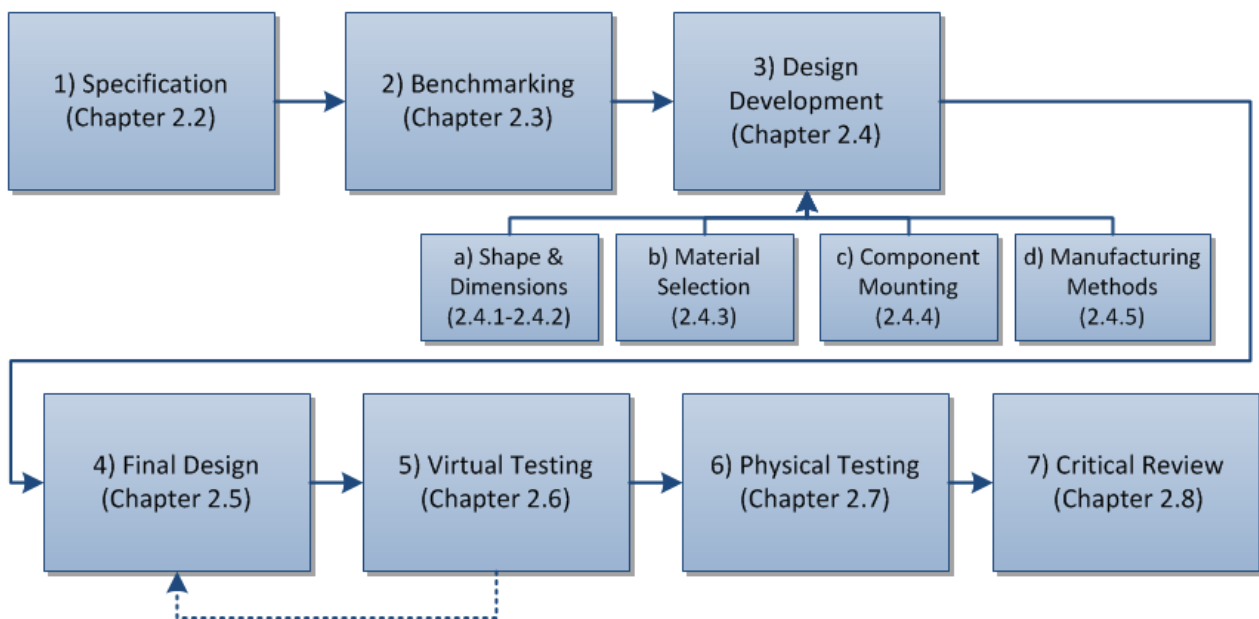 1) Specification
(Chapter 2.2)
2) Benchmarking
(Chapter 2.3)
3) Design
Development
(Chapter 2.4)
a) Shape &
Dimensions
(2.4.1-2.4.2)
b) Material
Selection
(2.4.3)
c) Component
Mounting
(2.4.4)
d) Manufacturing
Methods
(2.4.5)
4) Final Design
(Chapter 2.5)
5) Virtual Testing
(Chapter 2.6)
6) Physical Testing
(Chapter 2.7)
7) Critical Review
(Chapter 2.8)